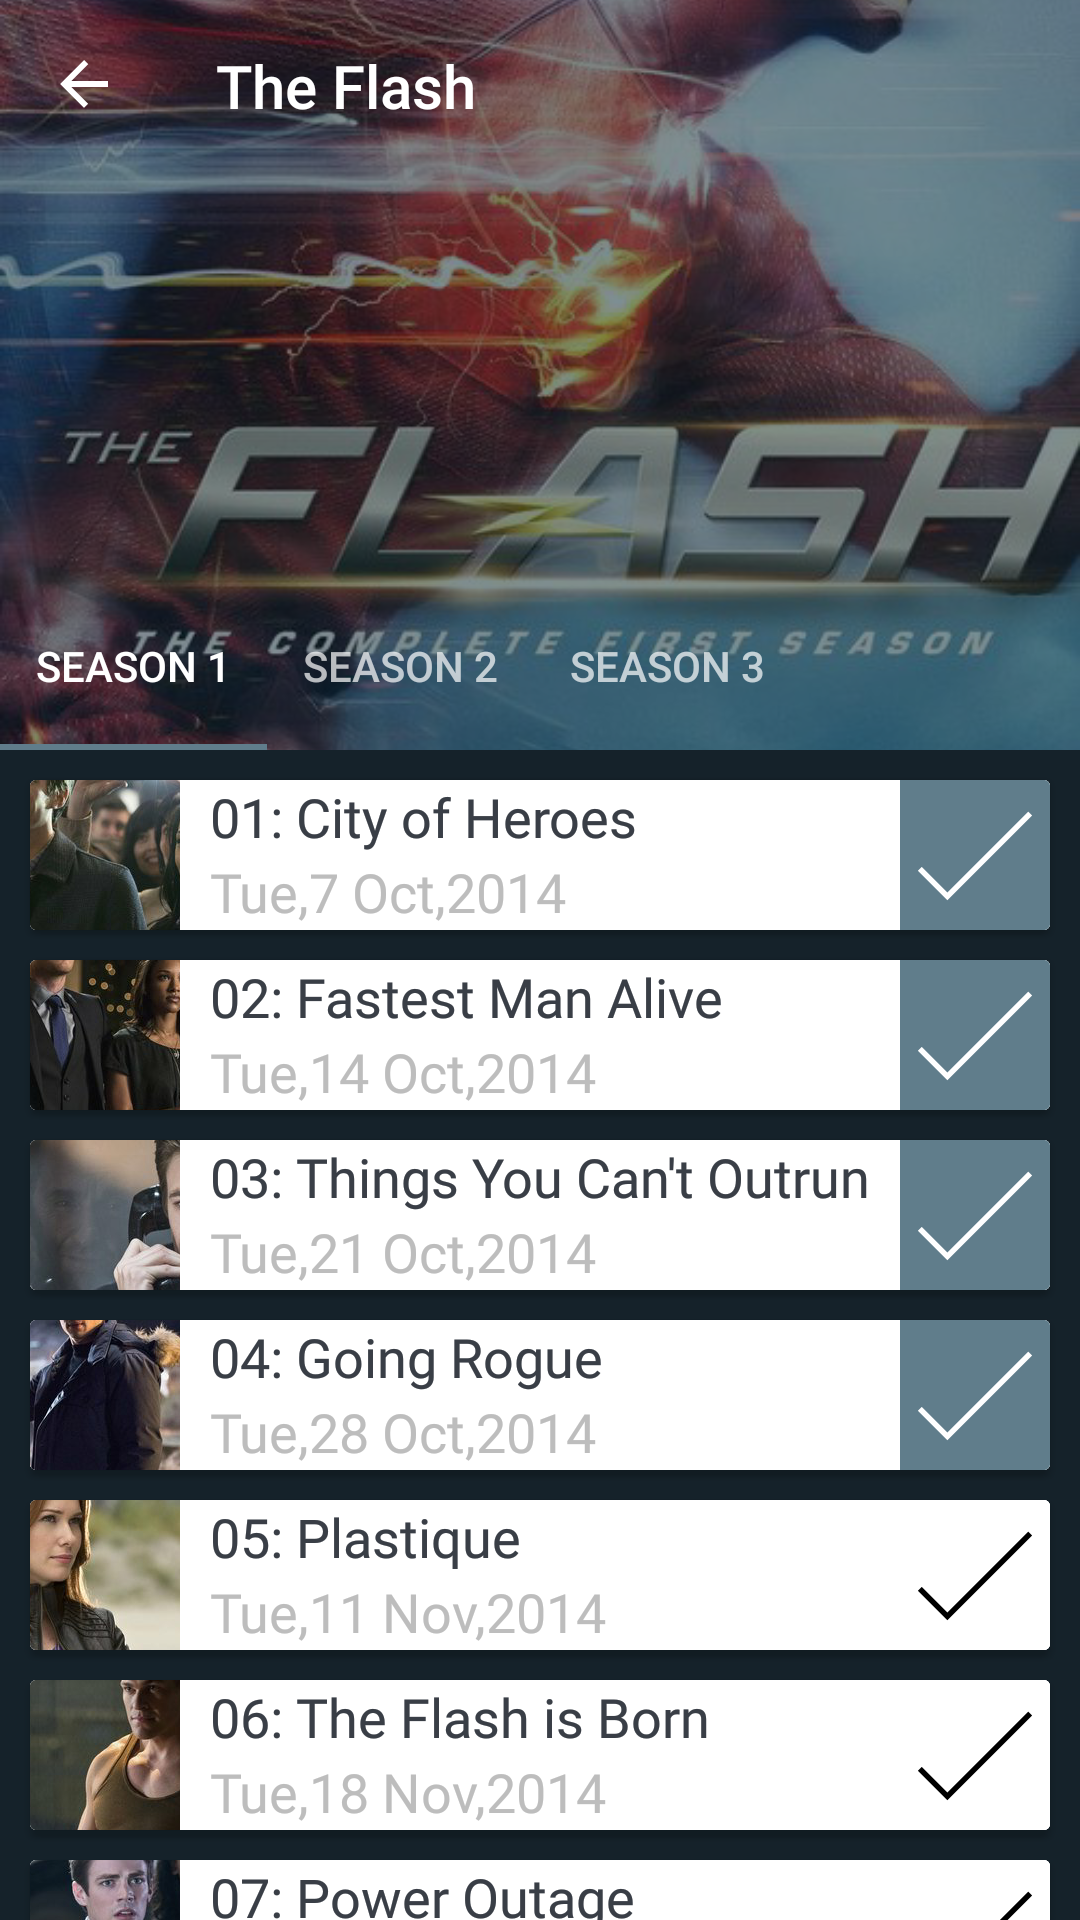 The Flash
THE FLASH
THE COMPLETE FIRST SEASON
SEASON 1 SEASON 2 SEASON 3
01: City of Heroes
Tue,7 Oct,2014
02: Fastest Man Alive
Tue,14 Oct,2014
03: Things You Can't Outrun
Tue,21 Oct,2014
04: Going Rogue
Tue,28 Oct,2014
05: Plastique
Tue,11 Nov,2014
06: The Flash is Born
Tue,18 Nov,2014
07: Power Outage